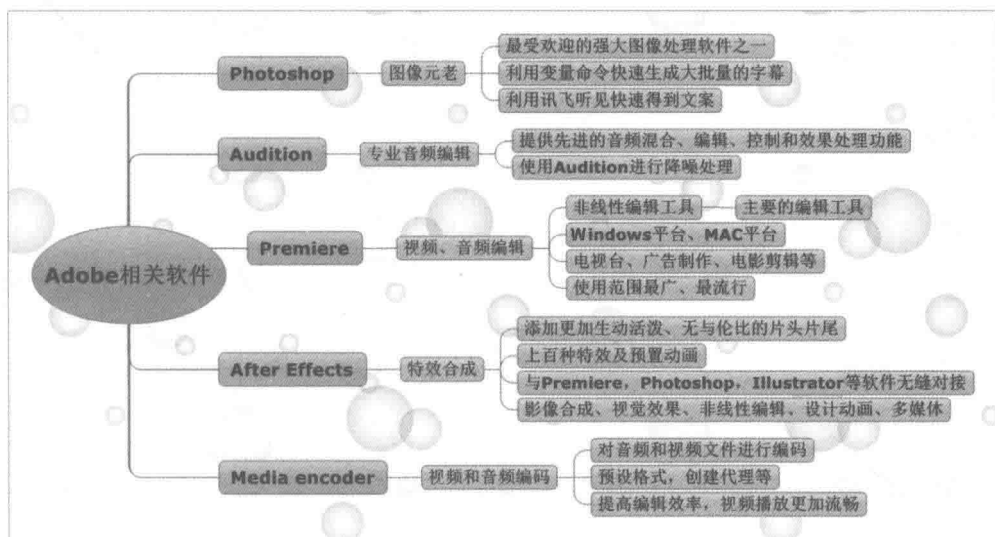 Adobe相关软件
Photoshop
图像元老
最受欢迎的强大图像处理软件之一
利用变量命令快速生成大批量的字幕
利用讯飞听见快速得到文案
Audition
专业音频编辑
提供先进的音频混合、编辑、控制和效果处理功能
使用Audition进行降噪处理
Premiere
视频、音频编辑
非线性编辑工具
主要的编辑工具
Windows平台、MAC平台
电视台、广告制作、电影剪辑等
使用范围最广、最流行
After Effects
特效合成
添加更加生动活泼、无与伦比的片头片尾
上百种特效及预置动画
与Premiere，Photoshop，Illustrator等软件无缝对接
影像合成、视觉效果、非线性编辑、设计动画、多媒体
Media encoder
视频和音频编码
对音频和视频文件进行编码
预设格式，创建代理等
提高编辑效率，视频播放更加流畅